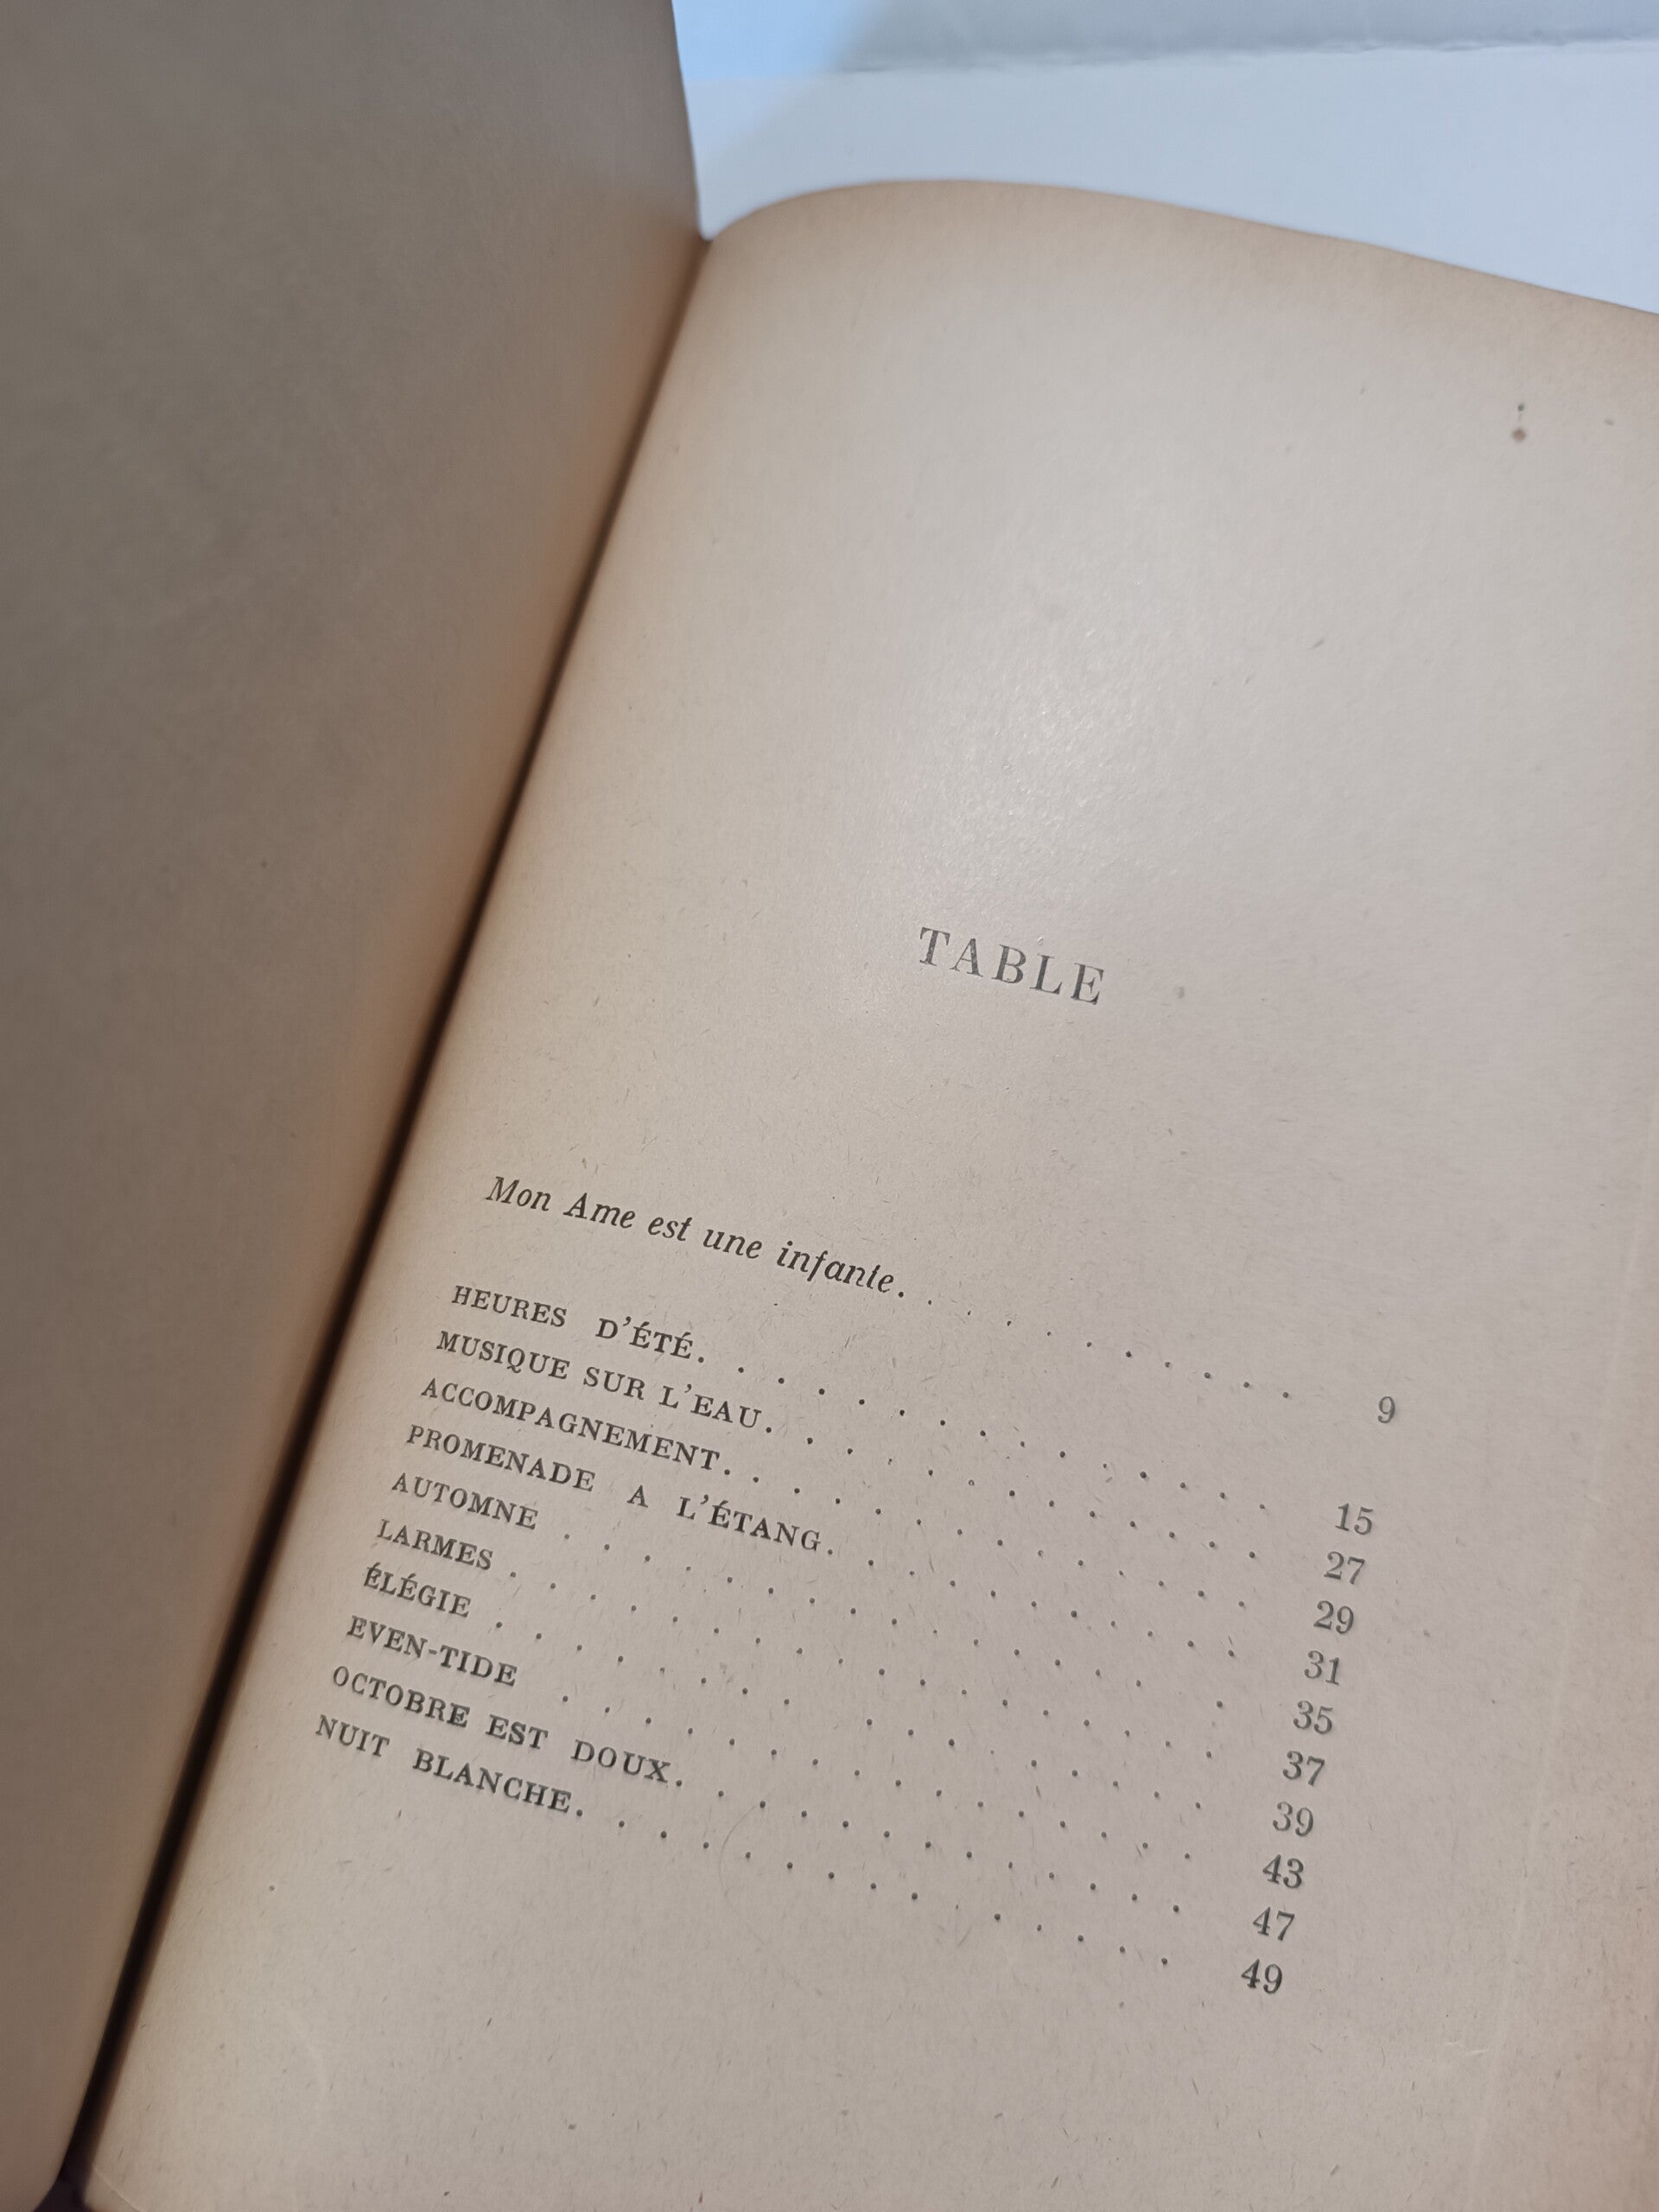 TABLE
Mon Ame est une infante. . . . . . . . . . . 9
HEURES D'ÉTÉ. . . . . . . . . . . . . . . . 15
MUSIQUE SUR L'EAU. . . . . . . . . . . . . 27
ACCOMPAGNEMENT. . . . . . . . . . . . . . 29
PROMENADE A L'ÉTANG. . . . . . . . . . . . 31
AUTOMNE . . . . . . . . . . . . . . . . . 35
LARMES . . . . . . . . . . . . . . . . . . 37
ÉLÉGIE . . . . . . . . . . . . . . . . . . 39
EVEN-TIDE . . . . . . . . . . . . . . . . 43
OCTOBRE EST DOUX. . . . . . . . . . . . . 47
NUIT BLANCHE. . . . . . . . . . . . . . . 49